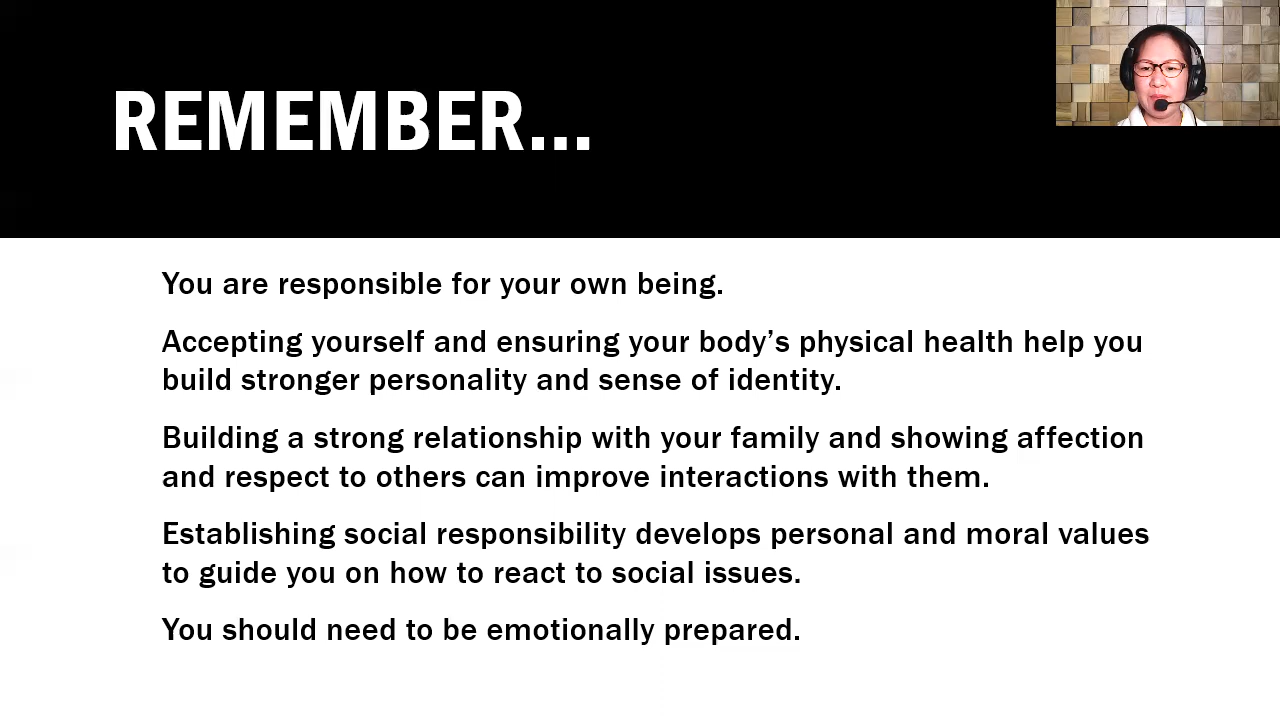 REMEMBER...
You are responsible for your own being.
Accepting yourself and ensuring your body’s physical health help you
build stronger personality and sense of identity.
Building a strong relationship with your family and showing affection
and respect to others can improve interactions with them.
Establishing social responsibility develops personal and moral values
to guide you on how to react to social issues.
You should need to be emotionally prepared.